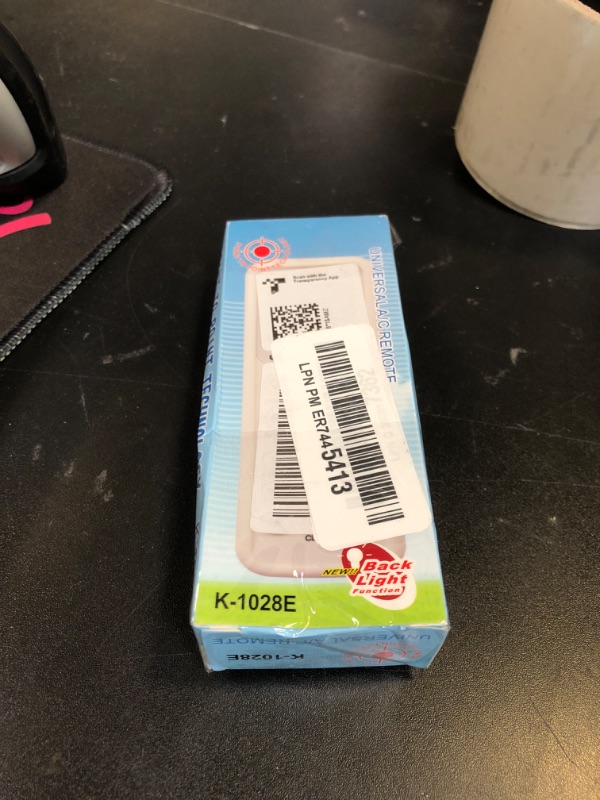 Scan with the
Transparency App
UNIVERSAL A/C REMOTE
LPN PM ER7445413
NEW!!
Back
Light
Function
K-1028E
UNIVERSAL A/C REMOTE
K-1028E